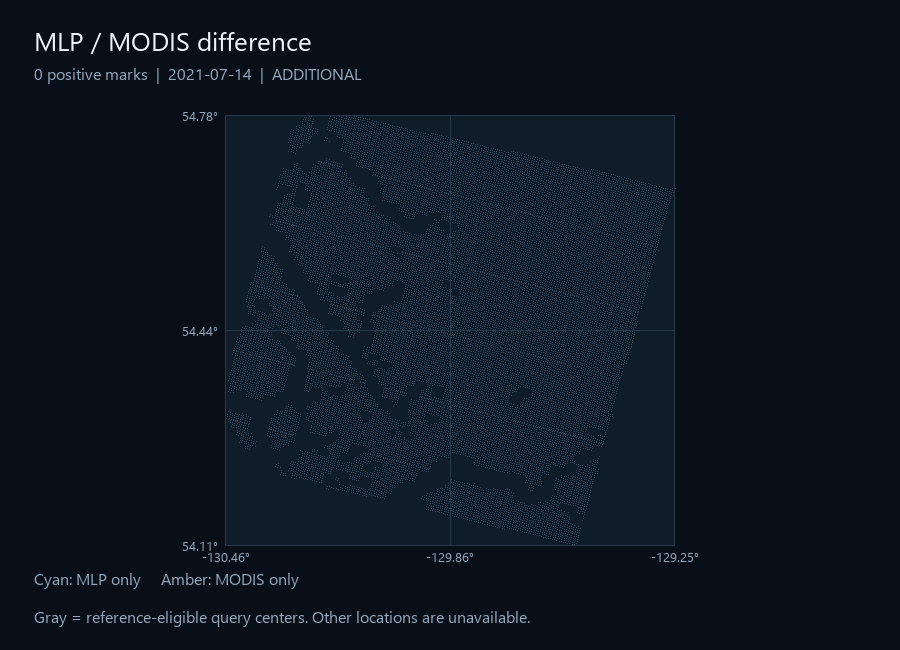 MLP / MODIS difference
0 positive marks | 2021-07-14 | ADDITIONAL
54.78°
54.44°
54.11°
-130.46° -129.86° -129.25°
Cyan: MLP only Amber: MODIS only
Gray = reference-eligible query centers. Other locations are unavailable.